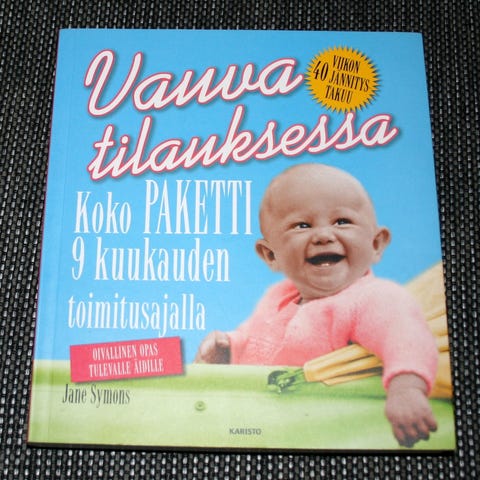 Vauva
tilauksessa
40 VIIKON
JÄNNITYS
TAKUU
Koko PAKETTI
9 kuukauden
toimitusajalla
OIVALLINEN OPAS
TULEVALLE ÄIDILLE
Jane Symons
KARISTO